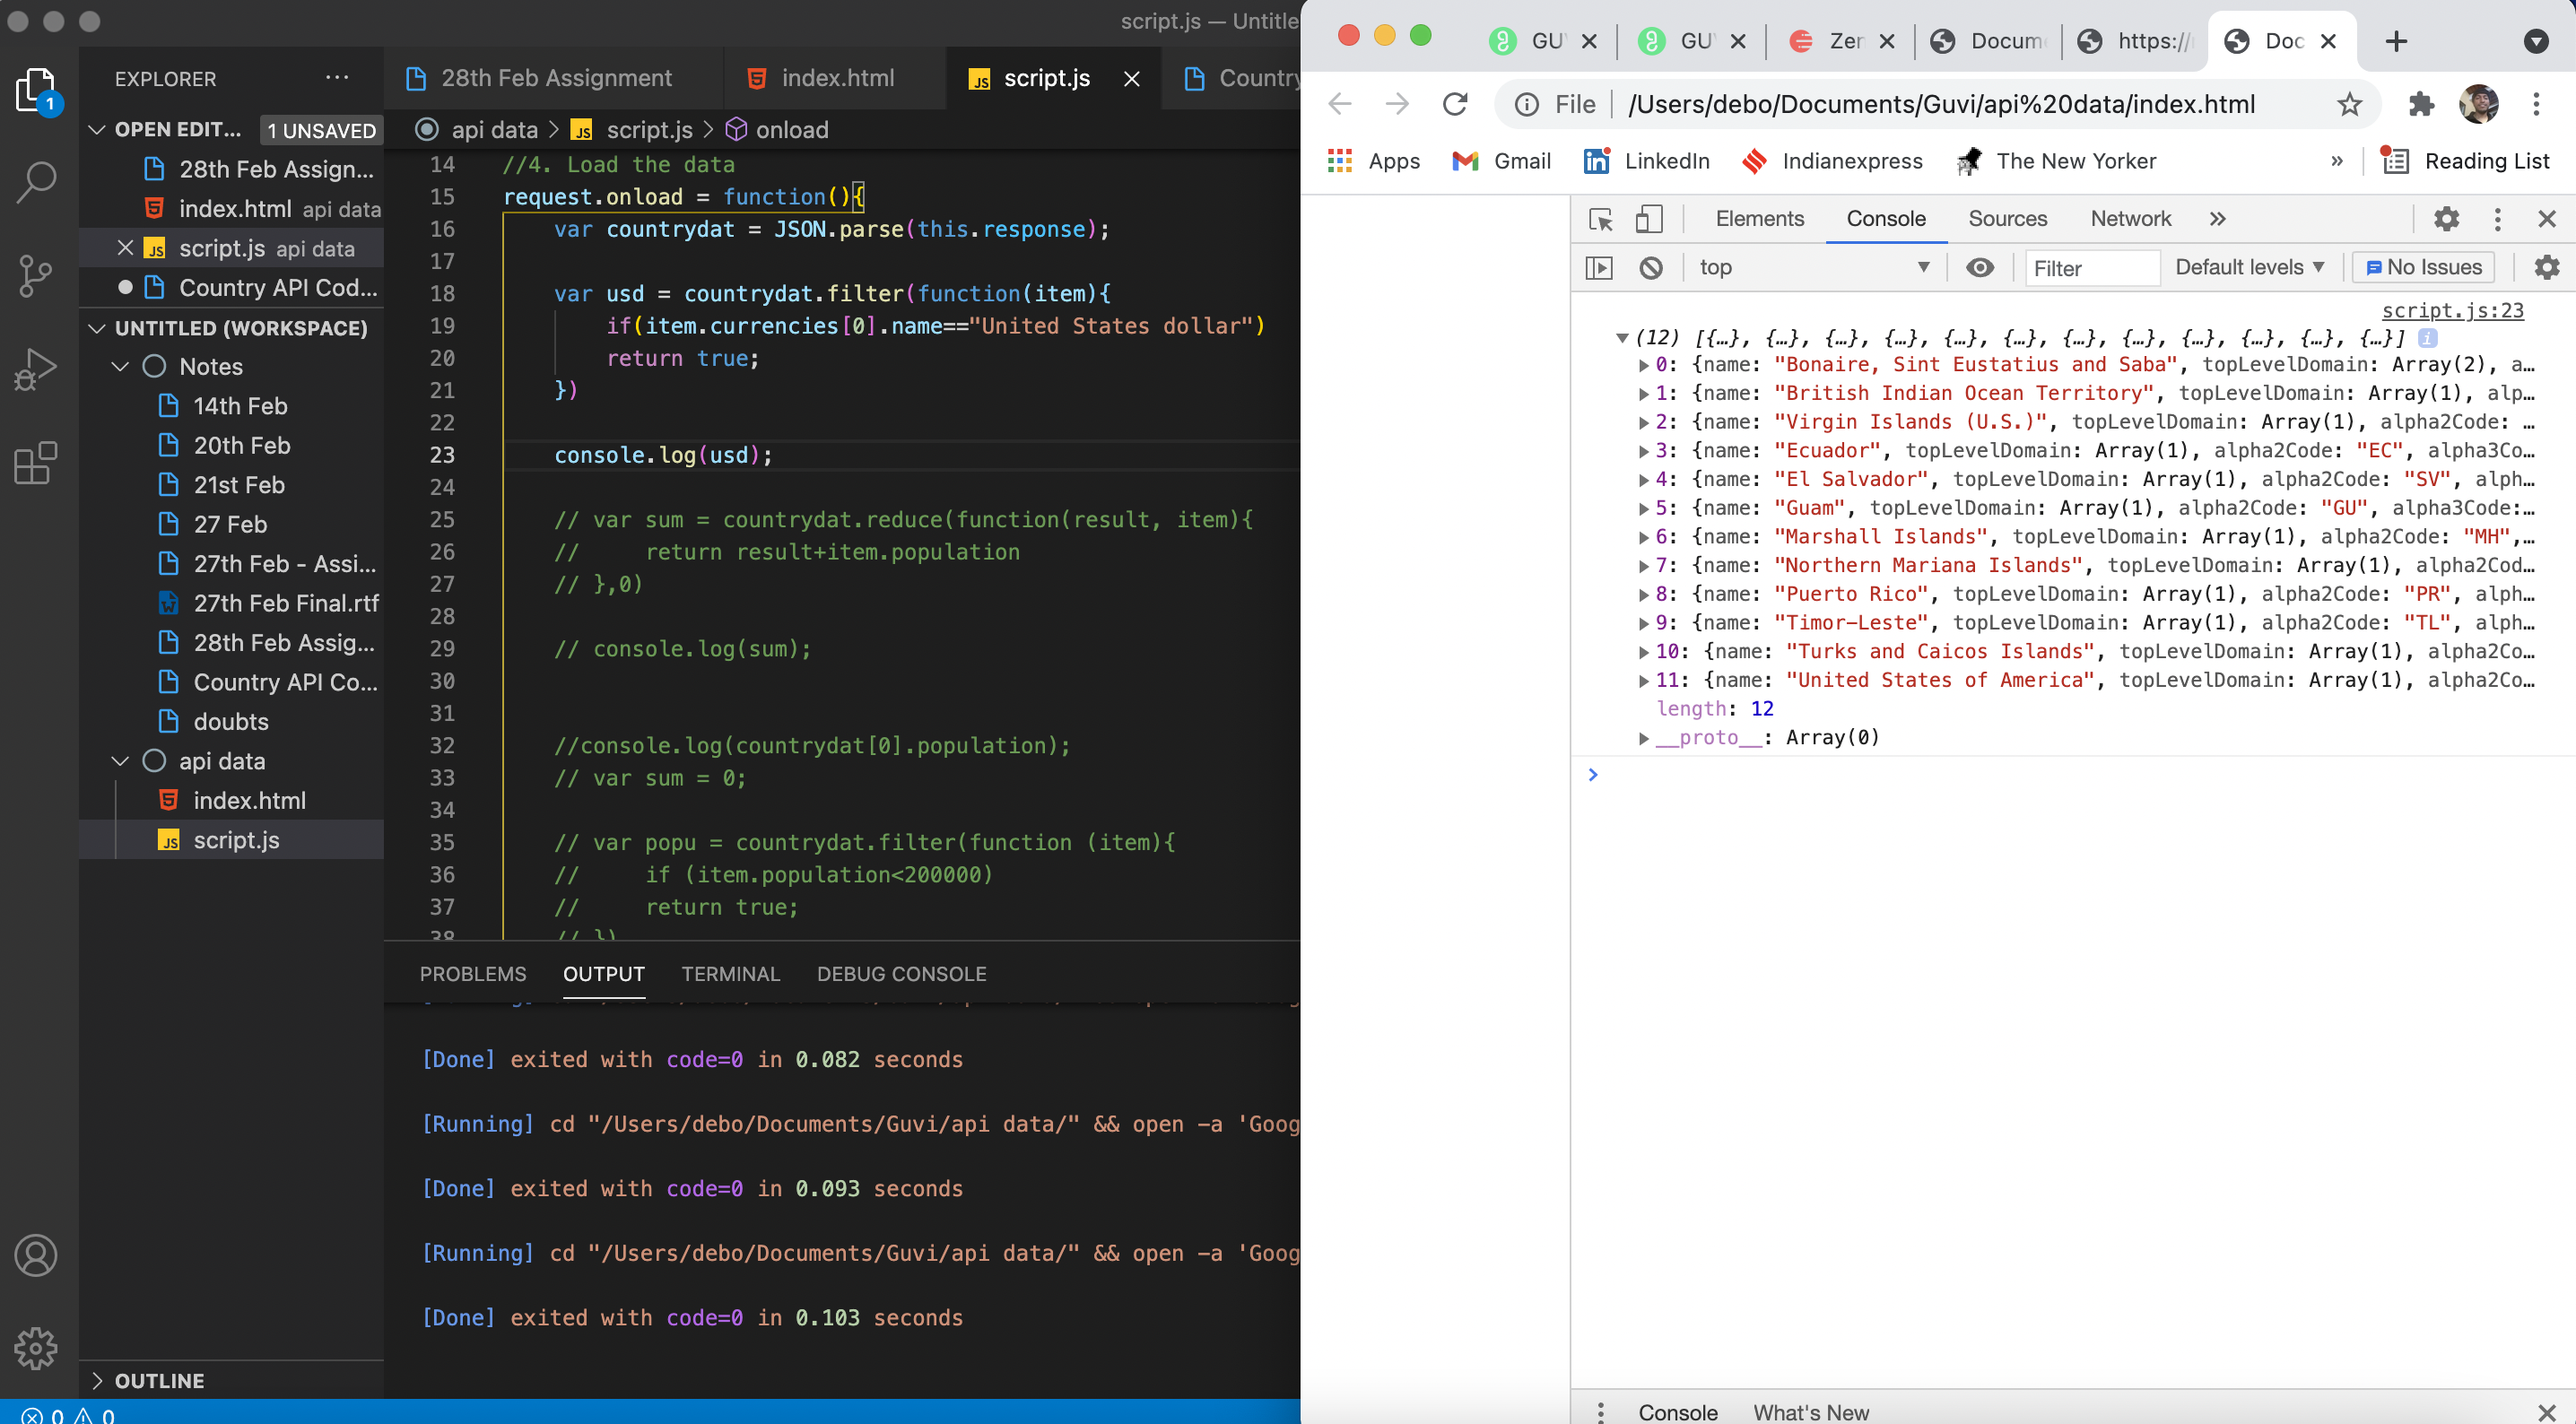 script.js — Untitle
EXPLORER
OPEN EDIT... 1 UNSAVED
28th Feb Assign...
index.html api data
script.js api data
Country API Cod...
UNTITLED (WORKSPACE)
Notes
14th Feb
20th Feb
21st Feb
27 Feb
27th Feb - Assi...
27th Feb Final.rtf
28th Feb Assig...
Country API Co...
doubts
api data
index.html
script.js
OUTLINE
0 0
1
28th Feb Assignment index.html script.js Country
api data > script.js > onload
14 //4. Load the data
15 request.onload = function(){
16 var countrydat = JSON.parse(this.response);
17
18 var usd = countrydat.filter(function(item){
19 if(item.currencies[0].name=="United States dollar")
20 return true;
21 })
22
23 console.log(usd);
24
25 // var sum = countrydat.reduce(function(result, item){
26 // return result+item.population
27 // },0)
28
29 // console.log(sum);
30
31
32 //console.log(countrydat[0].population);
33 // var sum = 0;
34
35 // var popu = countrydat.filter(function (item){
36 // if (item.population<200000)
37 // return true;
38 // })
PROBLEMS OUTPUT TERMINAL DEBUG CONSOLE
[Done] exited with code=0 in 0.082 seconds
[Running] cd "/Users/debo/Documents/Guvi/api data/" && open -a 'Goog
[Done] exited with code=0 in 0.093 seconds
[Running] cd "/Users/debo/Documents/Guvi/api data/" && open -a 'Goog
[Done] exited with code=0 in 0.103 seconds
GU GU Zen Docum https:// Doc
File /Users/debo/Documents/Guvi/api%20data/index.html
Apps Gmail LinkedIn Indianexpress The New Yorker » Reading List
Elements Console Sources Network »
top Filter Default levels No Issues
script.js:23
(12) [{…}, {…}, {…}, {…}, {…}, {…}, {…}, {…}, {…}, {…}, {…}, {…}]
0: {name: "Bonaire, Sint Eustatius and Saba", topLevelDomain: Array(2), a…
1: {name: "British Indian Ocean Territory", topLevelDomain: Array(1), alp…
2: {name: "Virgin Islands (U.S.)", topLevelDomain: Array(1), alpha2Code: …
3: {name: "Ecuador", topLevelDomain: Array(1), alpha2Code: "EC", alpha3Co…
4: {name: "El Salvador", topLevelDomain: Array(1), alpha2Code: "SV", alph…
5: {name: "Guam", topLevelDomain: Array(1), alpha2Code: "GU", alpha3Code:…
6: {name: "Marshall Islands", topLevelDomain: Array(1), alpha2Code: "MH",…
7: {name: "Northern Mariana Islands", topLevelDomain: Array(1), alpha2Cod…
8: {name: "Puerto Rico", topLevelDomain: Array(1), alpha2Code: "PR", alph…
9: {name: "Timor-Leste", topLevelDomain: Array(1), alpha2Code: "TL", alph…
10: {name: "Turks and Caicos Islands", topLevelDomain: Array(1), alpha2Co…
11: {name: "United States of America", topLevelDomain: Array(1), alpha2Co…
length: 12
__proto__: Array(0)
Console What's New